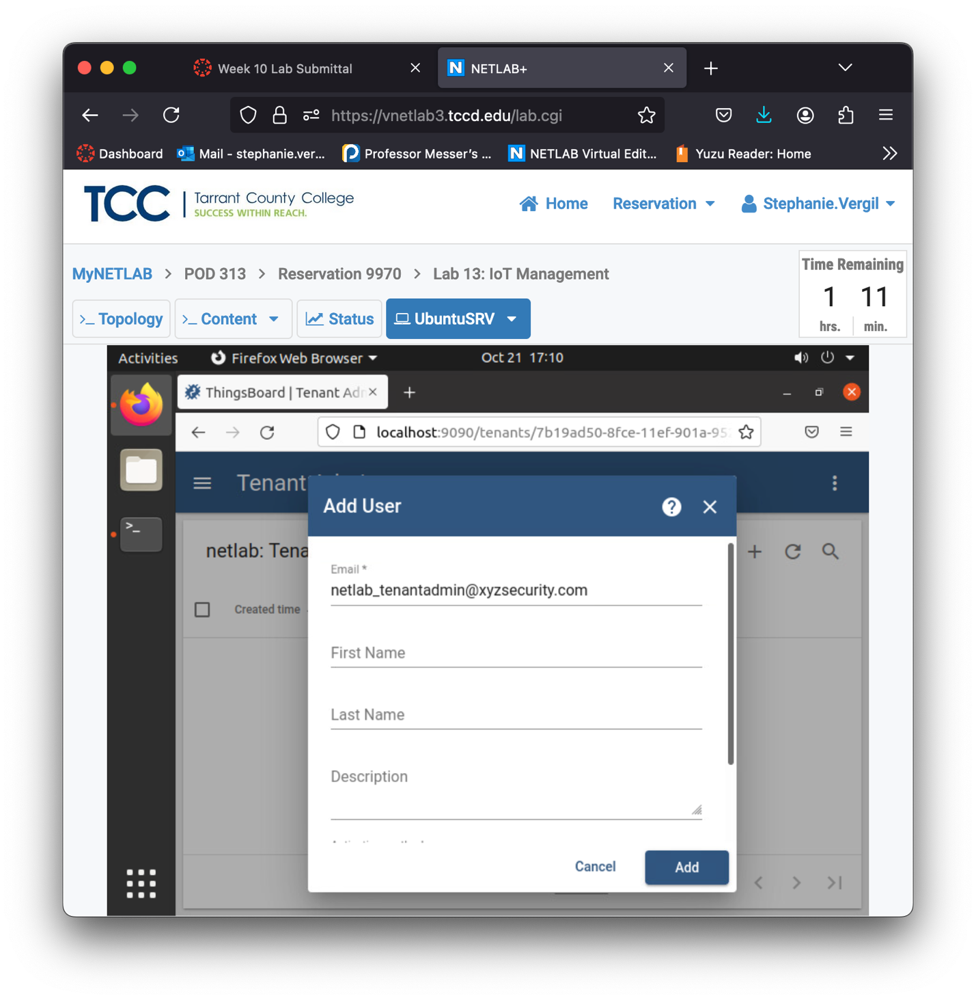 Week 10 Lab Submittal
NETLAB+
https://vnetlab3.tccd.edu/lab.cgi
Dashboard
Mail - stephanie.ver...
Professor Messer's ...
NETLAB Virtual Edit...
Yuzu Reader: Home
TCC
Tarrant County College
SUCCESS WITHIN REACH.
Home
Reservation
Stephanie.Vergil
MyNETLAB > POD 313 > Reservation 9970 > Lab 13: IoT Management
Time Remaining
1 11
hrs. min.
>_ Topology
>_ Content
Status
UbuntuSRV
Activities
Firefox Web Browser
Oct 21 17:10
ThingsBoard | Tenant Adr
localhost:9090/tenants/7b19ad50-8fce-11ef-901a-95
Tenant
Add User
netlab: Tena
Email *
netlab_tenantadmin@xyzsecurity.com
Created time
First Name
Last Name
Description
Cancel
Add